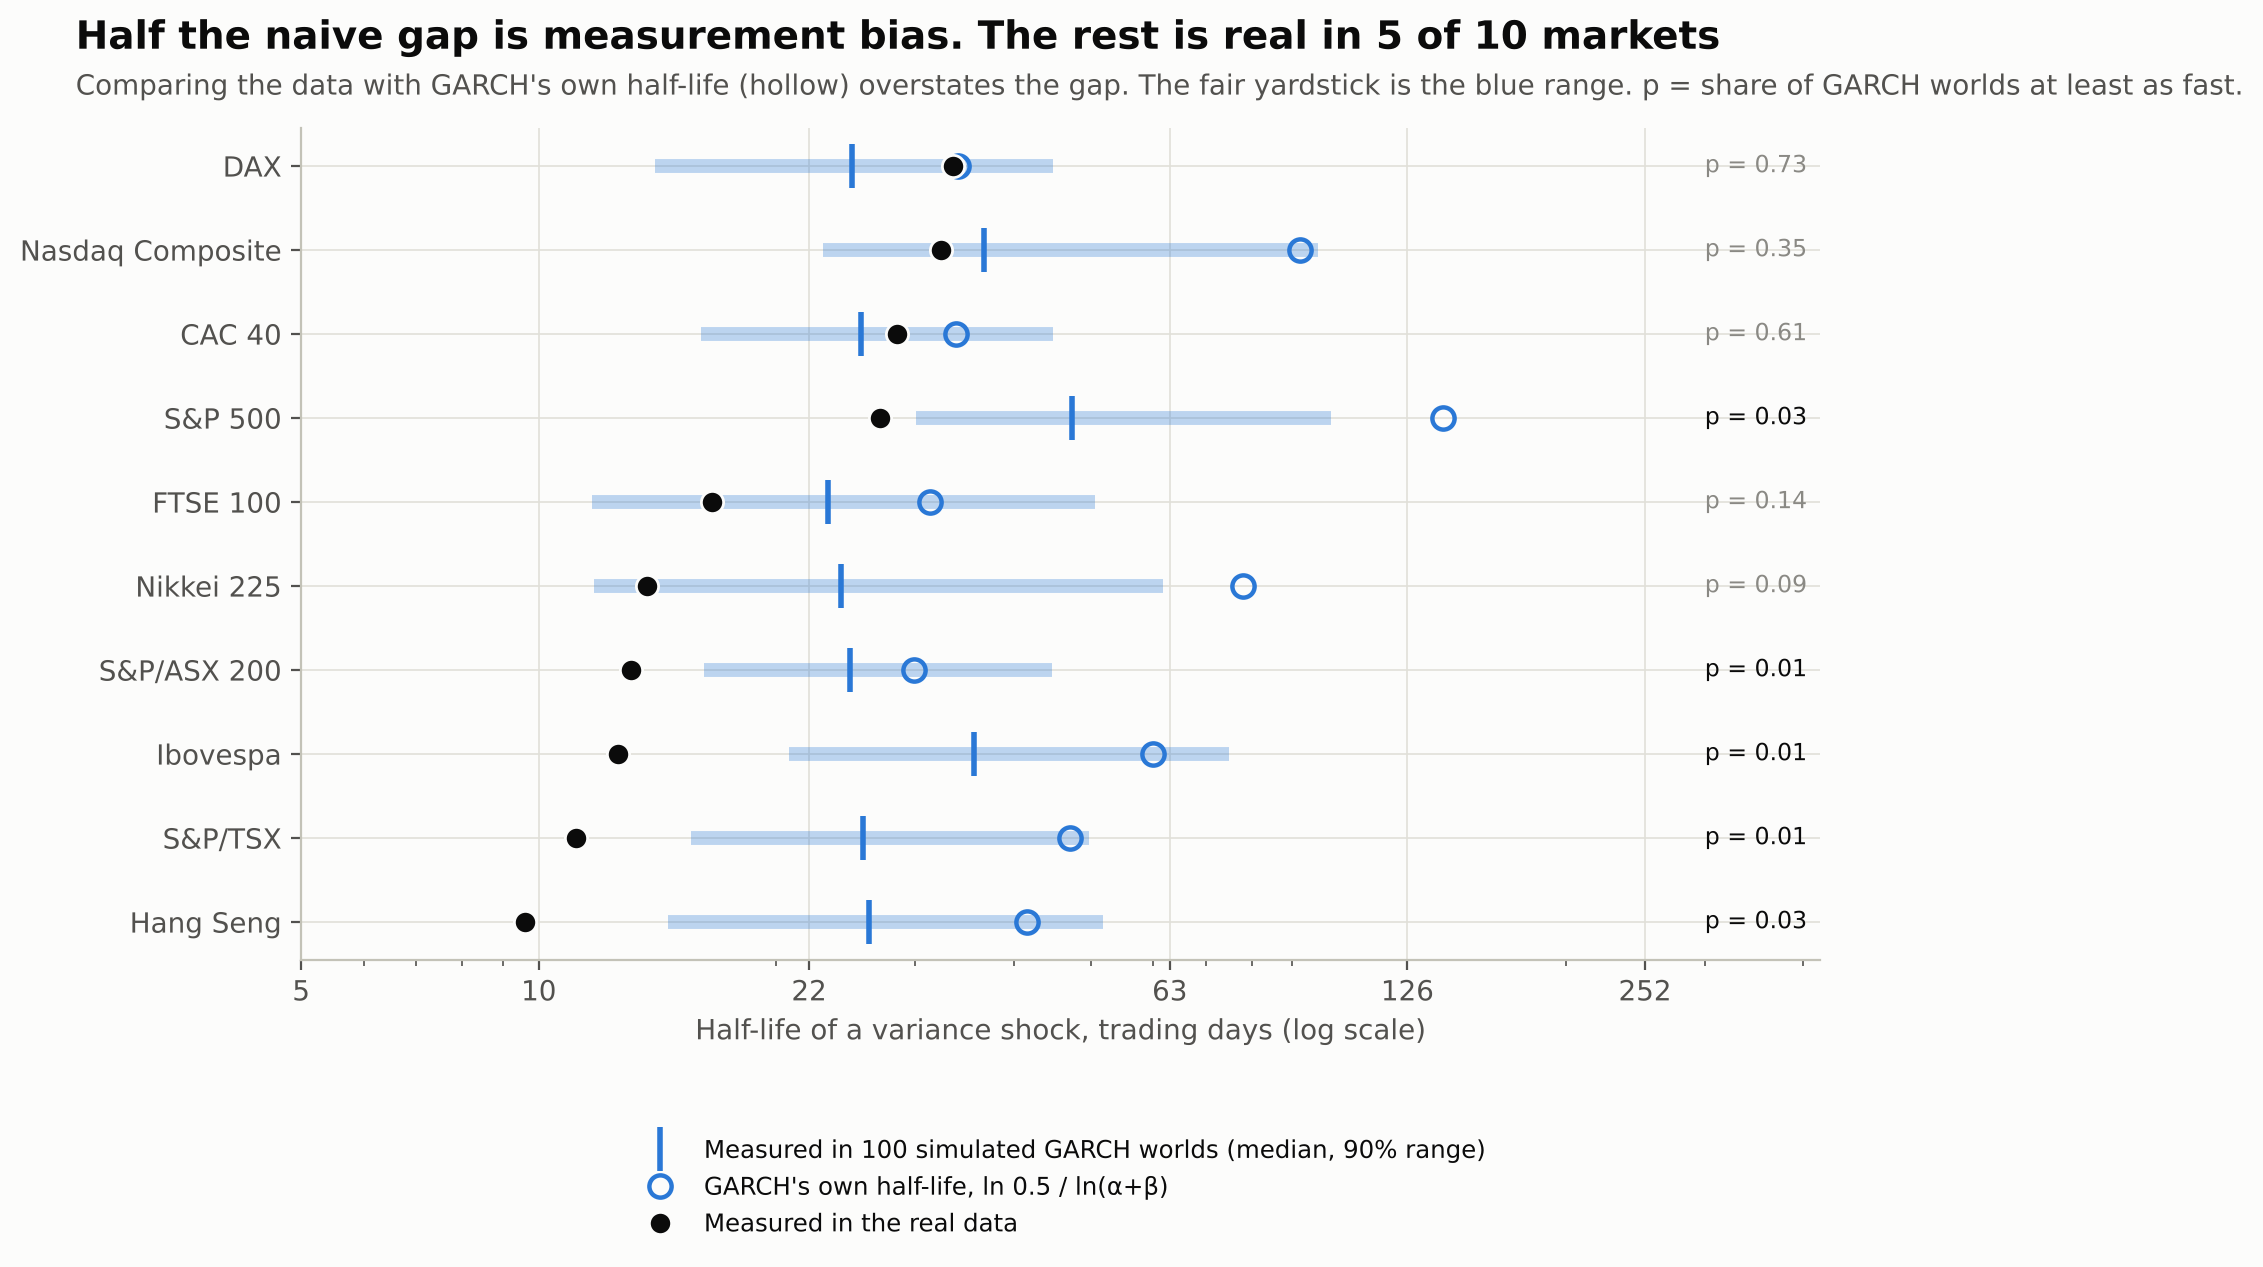 Half the naive gap is measurement bias. The rest is real in 5 of 10 markets
Comparing the data with GARCH's own half-life (hollow) overstates the gap. The fair yardstick is the blue range. p = share of GARCH worlds at least as fast.
DAX p = 0.73
Nasdaq Composite p = 0.35
CAC 40 p = 0.61
S&P 500 p = 0.03
FTSE 100 p = 0.14
Nikkei 225 p = 0.09
S&P/ASX 200 p = 0.01
Ibovespa p = 0.01
S&P/TSX p = 0.01
Hang Seng p = 0.03
5 10 22 63 126 252
Half-life of a variance shock, trading days (log scale)
Measured in 100 simulated GARCH worlds (median, 90% range)
GARCH's own half-life, ln 0.5 / ln(α+β)
Measured in the real data